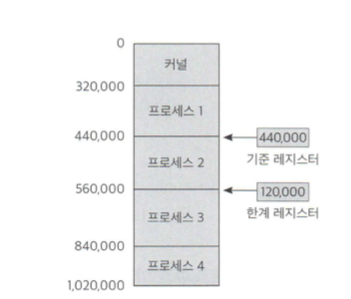 0
커널
320,000
프로세스 1
440,000
440,000
기준 레지스터
프로세스 2
560,000
120,000
한계 레지스터
프로세스 3
840,000
프로세스 4
1,020,000